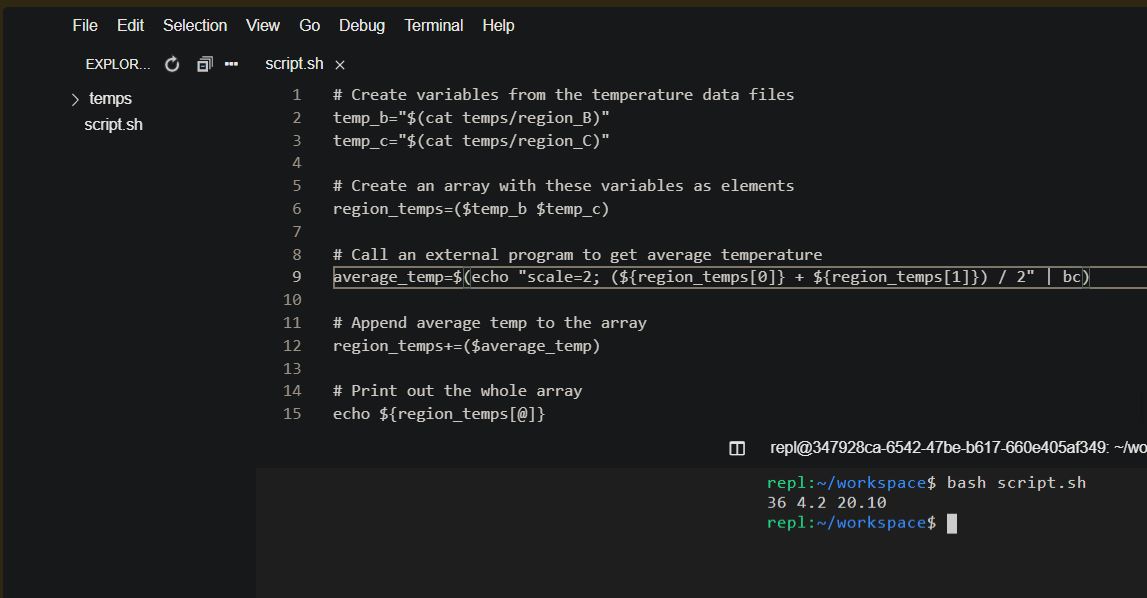 File Edit Selection View Go Debug Terminal Help
EXPLOR... script.sh
temps
script.sh
1 # Create variables from the temperature data files
2 temp_b="$(cat temps/region_B)"
3 temp_c="$(cat temps/region_C)"
4
5 # Create an array with these variables as elements
6 region_temps=($temp_b $temp_c)
7
8 # Call an external program to get average temperature
9 average_temp=$(echo "scale=2; (${region_temps[0]} + ${region_temps[1]}) / 2" | bc)
10
11 # Append average temp to the array
12 region_temps+=($average_temp)
13
14 # Print out the whole array
15 echo ${region_temps[@]}
repl@347928ca-6542-47be-b617-660e405af349: ~/wo
repl:~/workspace$ bash script.sh
36 4.2 20.10
repl:~/workspace$